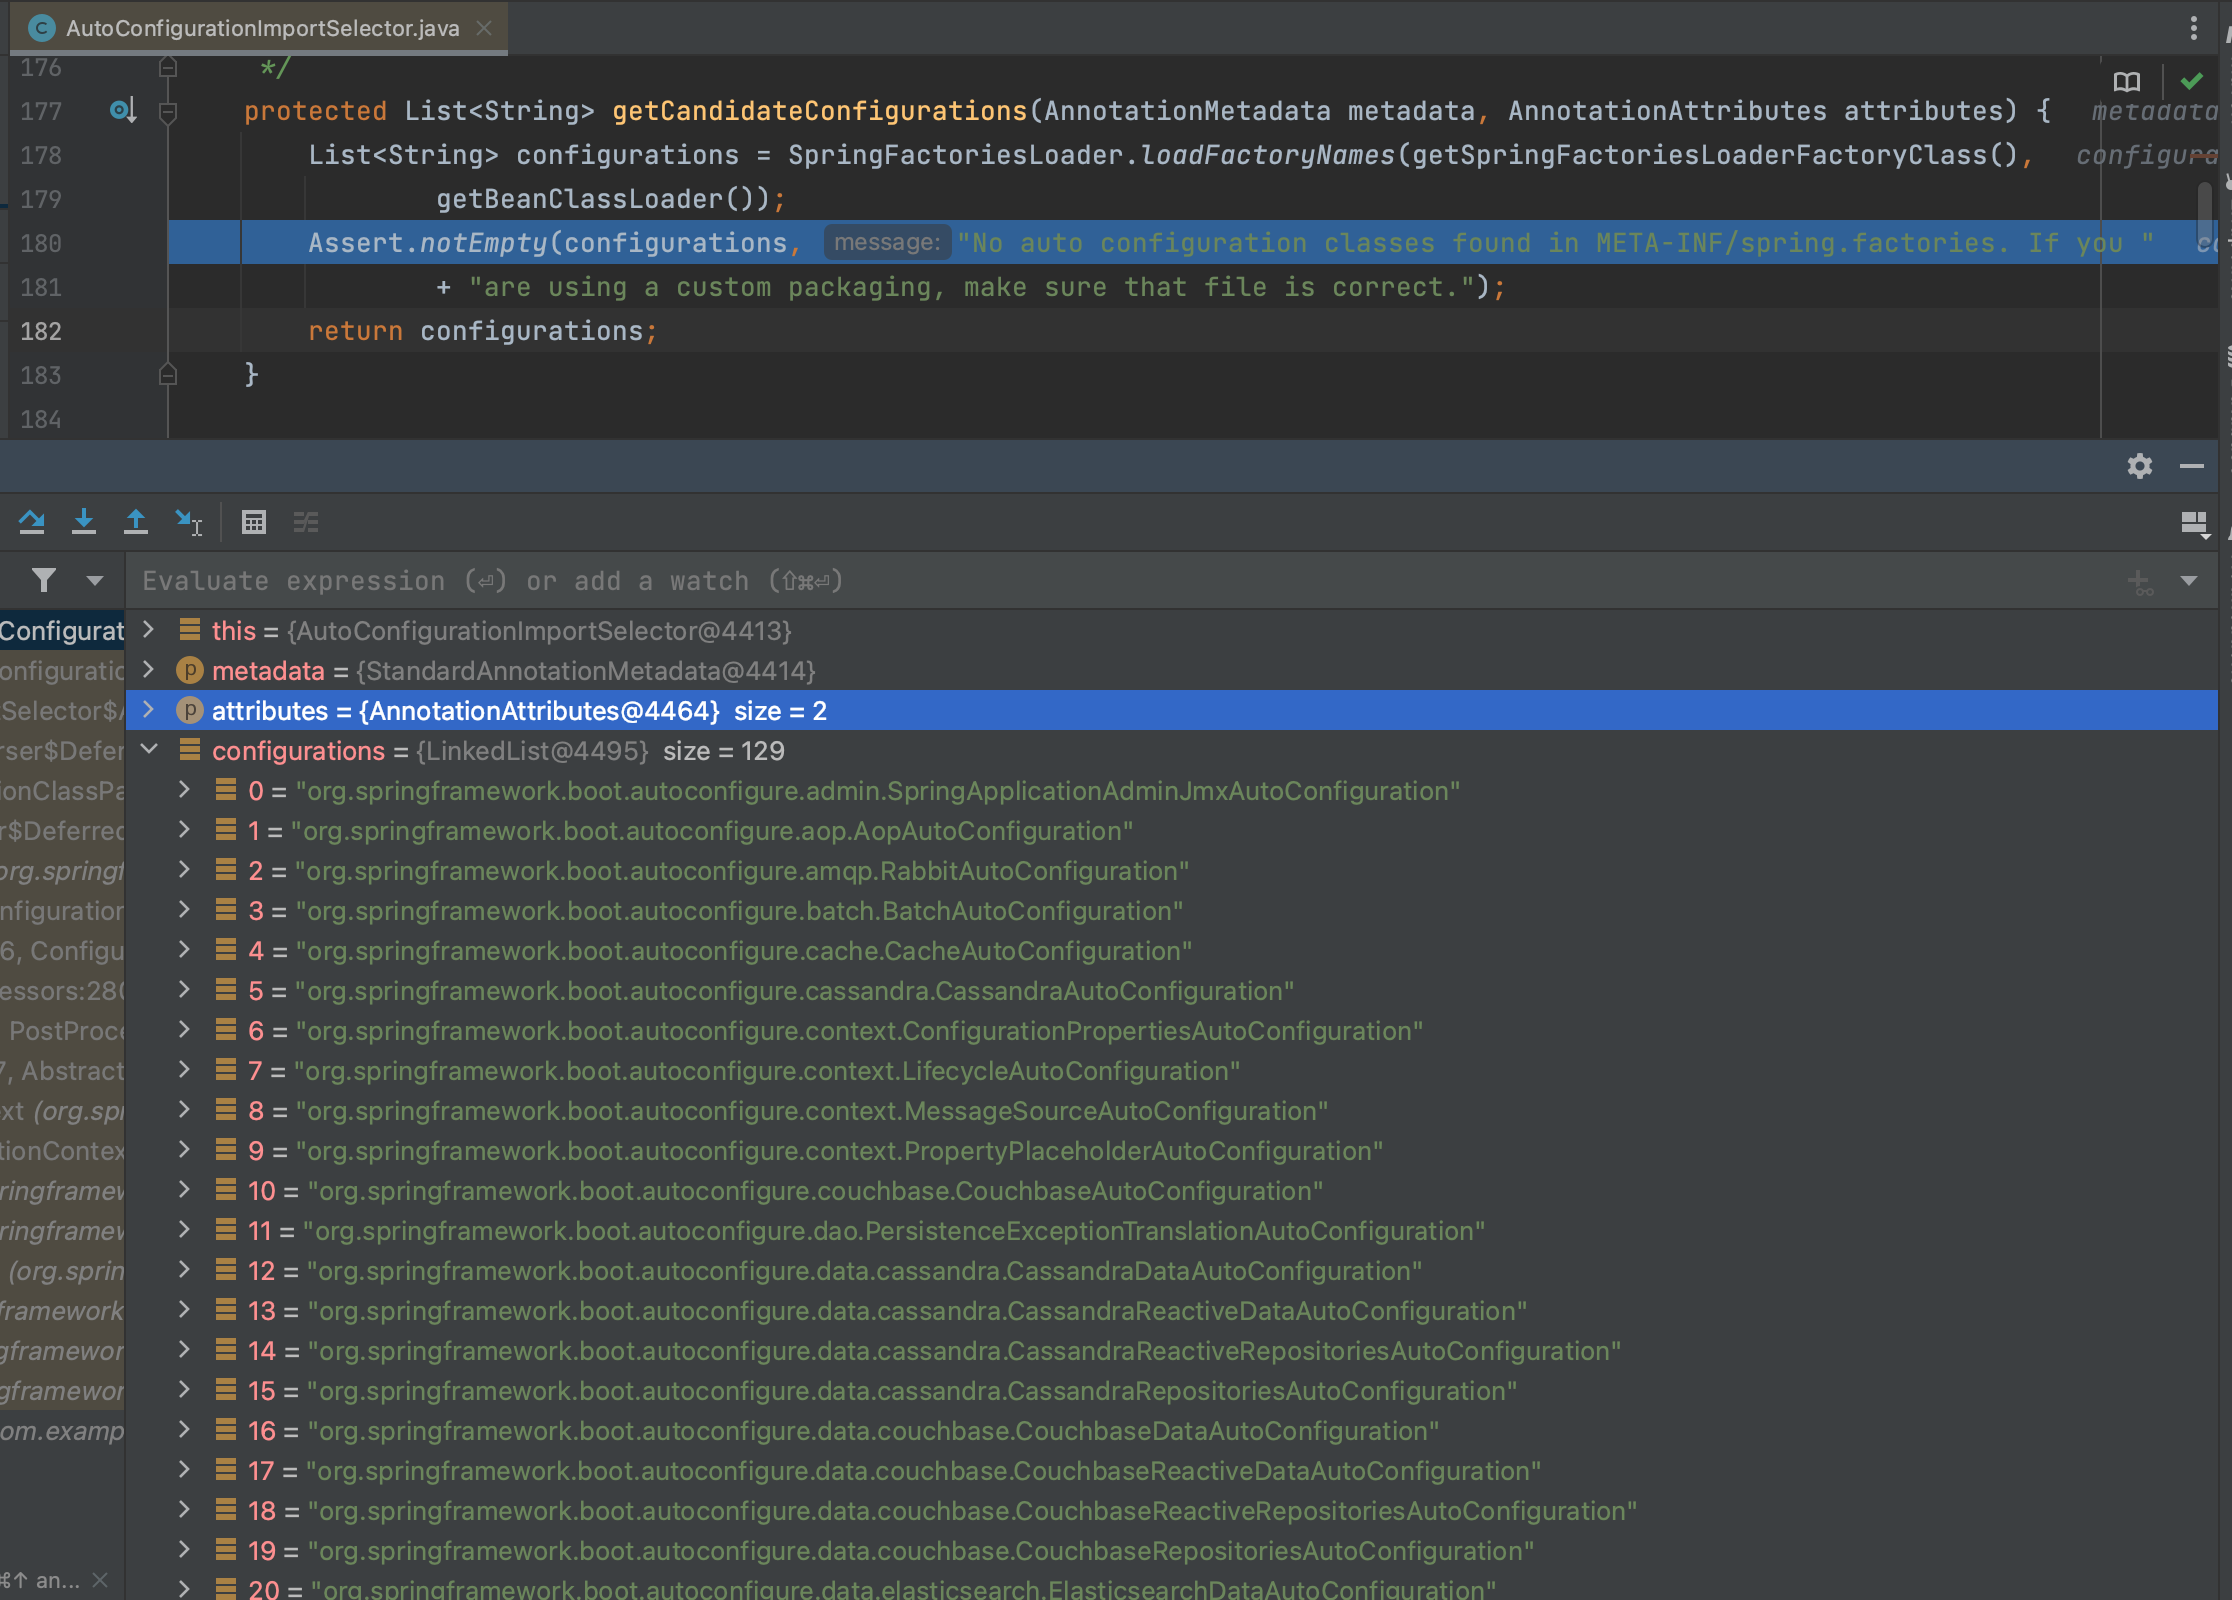 AutoConfigurationImportSelector.java
176 */
177 protected List<String> getCandidateConfigurations(AnnotationMetadata metadata, AnnotationAttributes attributes) { metadata
178 List<String> configurations = SpringFactoriesLoader.loadFactoryNames(getSpringFactoriesLoaderFactoryClass(), configura
179 getBeanClassLoader());
180 Assert.notEmpty(configurations, message: "No auto configuration classes found in META-INF/spring.factories. If you "
181 + "are using a custom packaging, make sure that file is correct.");
182 return configurations;
183 }
184
Evaluate expression (⏎) or add a watch (⇧⌘⏎)
Configurat
this = {AutoConfigurationImportSelector@4413}
onfiguratio
metadata = {StandardAnnotationMetadata@4414}
Selector$
attributes = {AnnotationAttributes@4464} size = 2
rser$Defer
configurations = {LinkedList@4495} size = 129
ionClassPa
0 = "org.springframework.boot.autoconfigure.admin.SpringApplicationAdminJmxAutoConfiguration"
r$Deferred
1 = "org.springframework.boot.autoconfigure.aop.AopAutoConfiguration"
org.springf
2 = "org.springframework.boot.autoconfigure.amqp.RabbitAutoConfiguration"
nfiguration
3 = "org.springframework.boot.autoconfigure.batch.BatchAutoConfiguration"
6, Configu
4 = "org.springframework.boot.autoconfigure.cache.CacheAutoConfiguration"
essors:280
5 = "org.springframework.boot.autoconfigure.cassandra.CassandraAutoConfiguration"
PostProce
6 = "org.springframework.boot.autoconfigure.context.ConfigurationPropertiesAutoConfiguration"
7, Abstract
7 = "org.springframework.boot.autoconfigure.context.LifecycleAutoConfiguration"
xt (org.spr
8 = "org.springframework.boot.autoconfigure.context.MessageSourceAutoConfiguration"
tionContex
9 = "org.springframework.boot.autoconfigure.context.PropertyPlaceholderAutoConfiguration"
ringframew
10 = "org.springframework.boot.autoconfigure.couchbase.CouchbaseAutoConfiguration"
ringframew
11 = "org.springframework.boot.autoconfigure.dao.PersistenceExceptionTranslationAutoConfiguration"
(org.sprin
12 = "org.springframework.boot.autoconfigure.data.cassandra.CassandraDataAutoConfiguration"
framework
13 = "org.springframework.boot.autoconfigure.data.cassandra.CassandraReactiveDataAutoConfiguration"
gframewor
14 = "org.springframework.boot.autoconfigure.data.cassandra.CassandraReactiveRepositoriesAutoConfiguration"
gframewor
15 = "org.springframework.boot.autoconfigure.data.cassandra.CassandraRepositoriesAutoConfiguration"
om.examp
16 = "org.springframework.boot.autoconfigure.data.couchbase.CouchbaseDataAutoConfiguration"
17 = "org.springframework.boot.autoconfigure.data.couchbase.CouchbaseReactiveDataAutoConfiguration"
18 = "org.springframework.boot.autoconfigure.data.couchbase.CouchbaseReactiveRepositoriesAutoConfiguration"
19 = "org.springframework.boot.autoconfigure.data.couchbase.CouchbaseRepositoriesAutoConfiguration"
⌘↑ an...
20 = "org.springframework.boot.autoconfigure.data.elasticsearch.ElasticsearchDataAutoConfiguration"